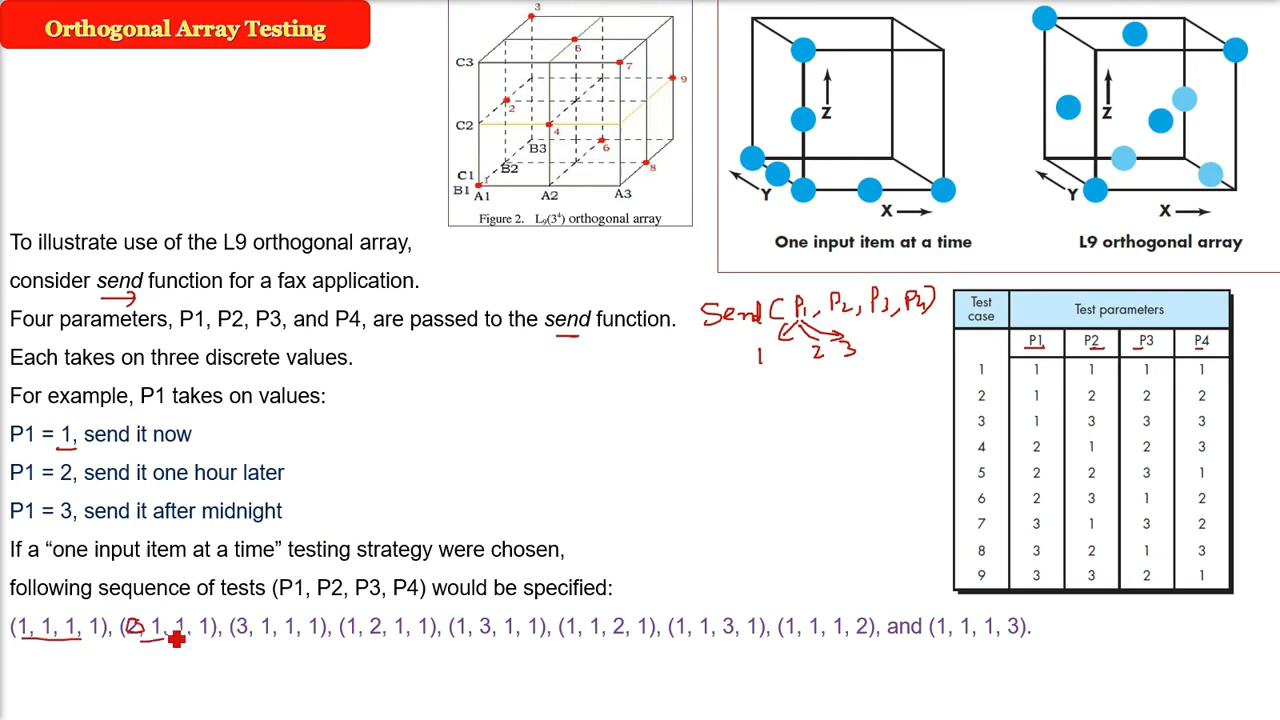 Orthogonal Array Testing
3
6
C3
7
9
2
C2
4
B3
6
B2
C1
1
8
B1
A1
A2
A3
Figure 2. L₉(3⁴) orthogonal array
Z
Y
X
One input item at a time
Z
Y
X
L9 orthogonal array
To illustrate use of the L9 orthogonal array,
consider send function for a fax application.
Four parameters, P1, P2, P3, and P4, are passed to the send function.
Each takes on three discrete values.
For example, P1 takes on values:
P1 = 1, send it now
P1 = 2, send it one hour later
P1 = 3, send it after midnight
If a “one input item at a time” testing strategy were chosen,
following sequence of tests (P1, P2, P3, P4) would be specified:
(1, 1, 1, 1), (2, 1, 1, 1), (3, 1, 1, 1), (1, 2, 1, 1), (1, 3, 1, 1), (1, 1, 2, 1), (1, 1, 3, 1), (1, 1, 1, 2), and (1, 1, 1, 3).
Send (P1, P2, P3, P4)
1 2 3
Test case Test parameters
P1 P2 P3 P4
1 1 1 1 1
2 1 2 2 2
3 1 3 3 3
4 2 1 2 3
5 2 2 3 1
6 2 3 1 2
7 3 1 3 2
8 3 2 1 3
9 3 3 2 1